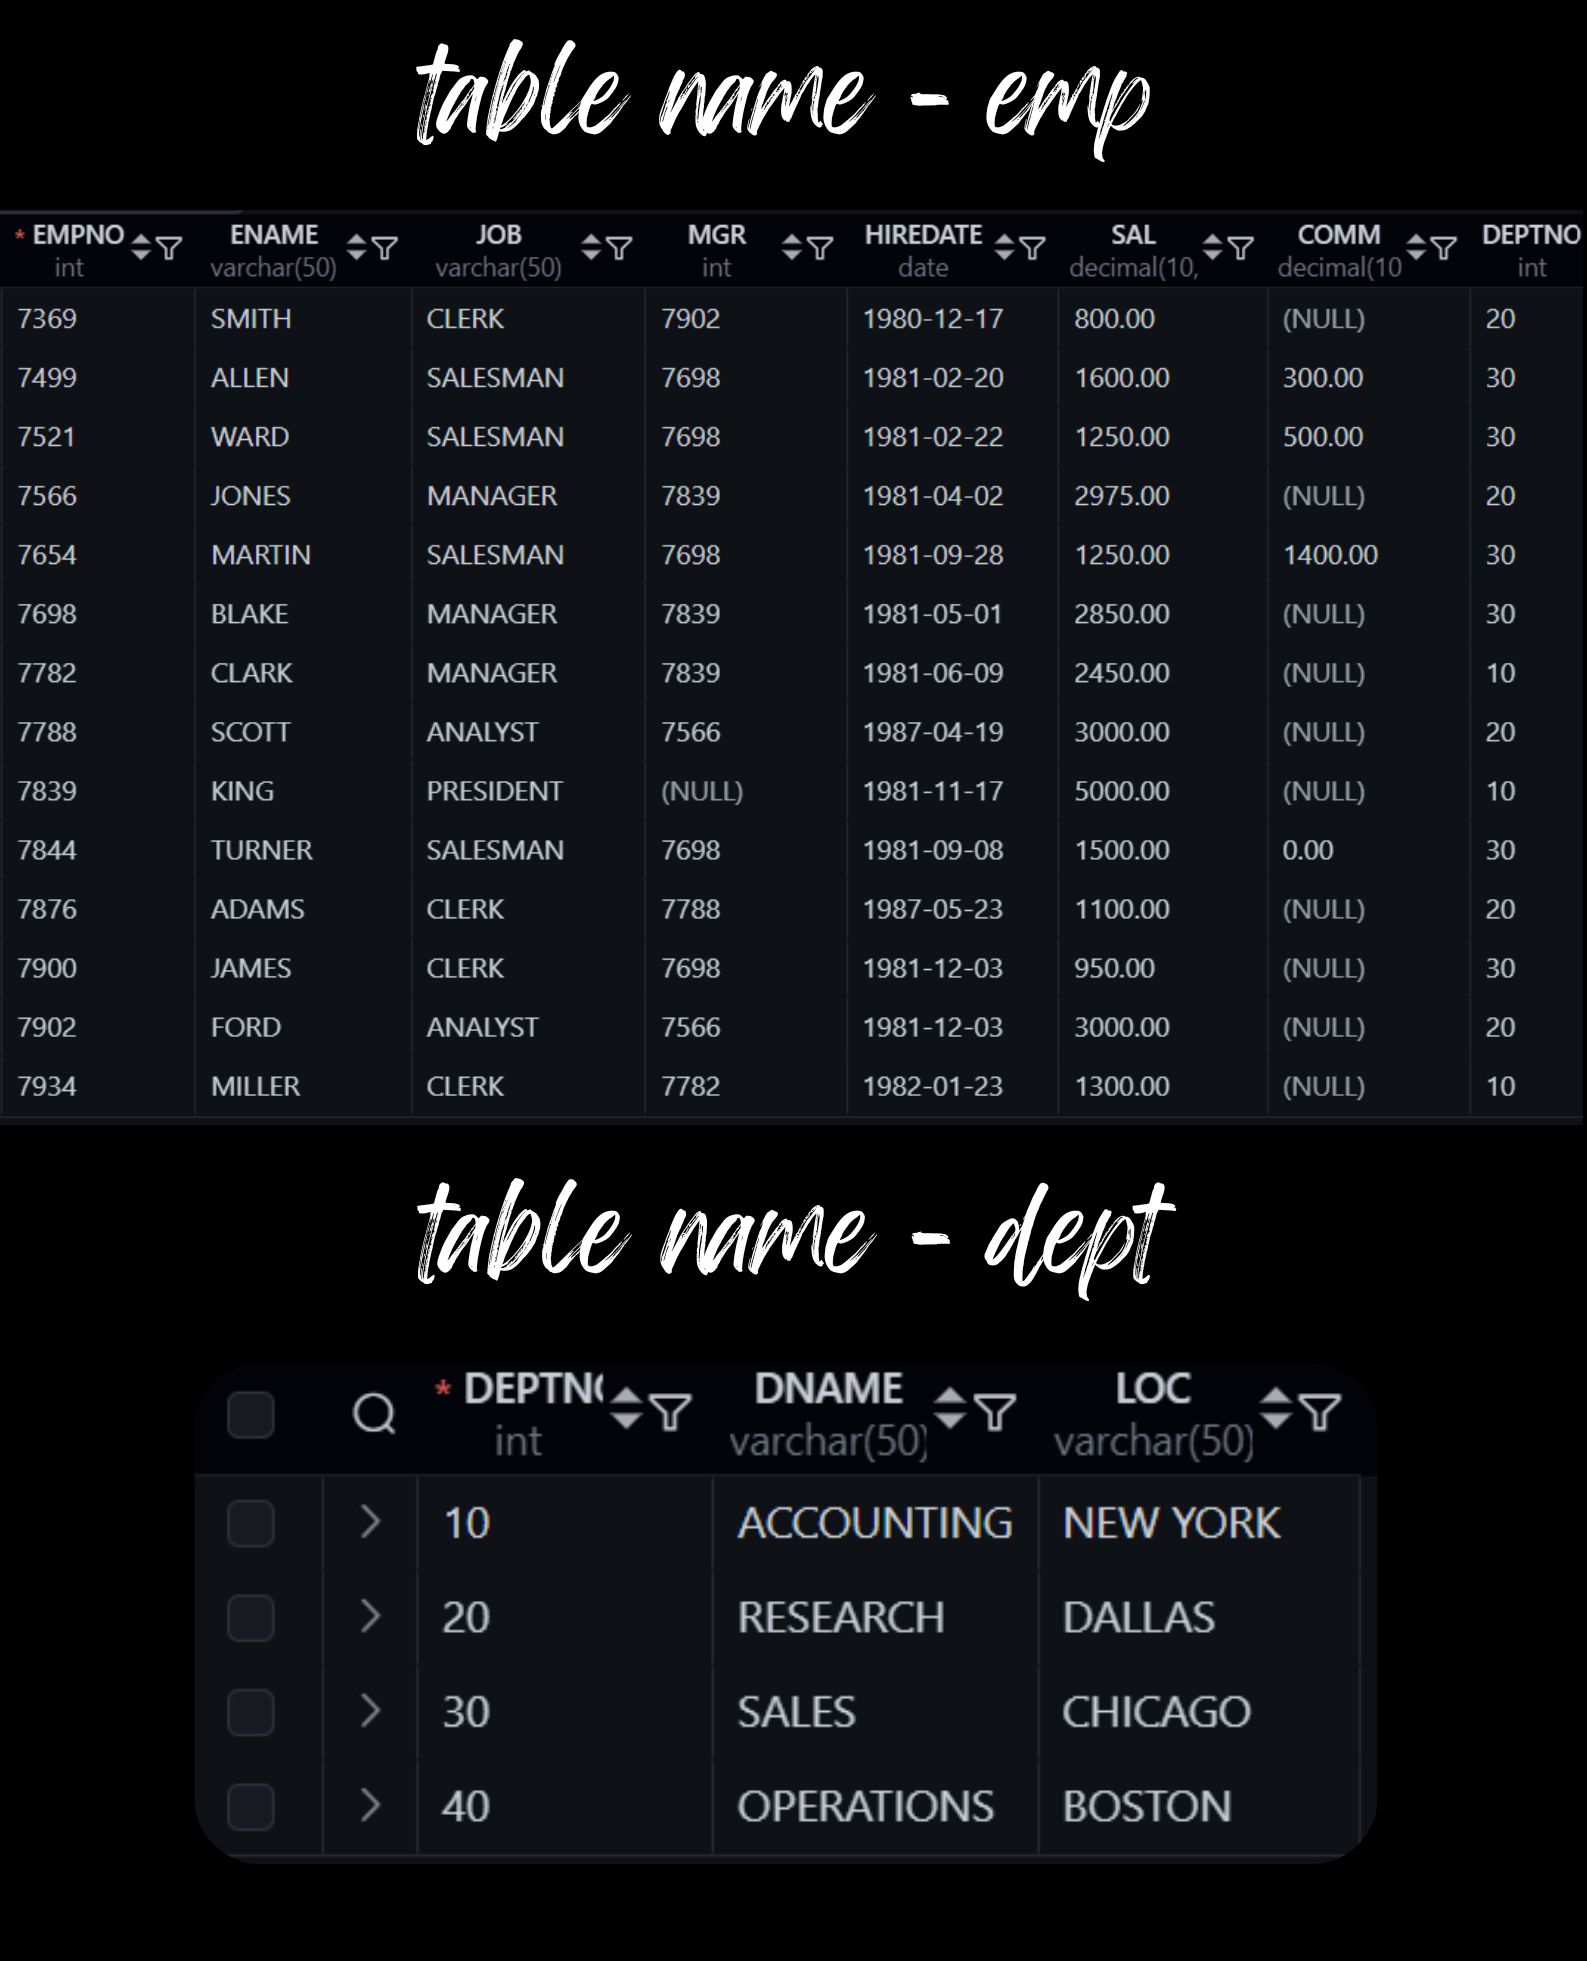 table name - emp
* EMPNO ENAME JOB MGR HIREDATE SAL COMM DEPTNO
int varchar(50) varchar(50) int date decimal(10, decimal(10 int
7369 SMITH CLERK 7902 1980-12-17 800.00 (NULL) 20
7499 ALLEN SALESMAN 7698 1981-02-20 1600.00 300.00 30
7521 WARD SALESMAN 7698 1981-02-22 1250.00 500.00 30
7566 JONES MANAGER 7839 1981-04-02 2975.00 (NULL) 20
7654 MARTIN SALESMAN 7698 1981-09-28 1250.00 1400.00 30
7698 BLAKE MANAGER 7839 1981-05-01 2850.00 (NULL) 30
7782 CLARK MANAGER 7839 1981-06-09 2450.00 (NULL) 10
7788 SCOTT ANALYST 7566 1987-04-19 3000.00 (NULL) 20
7839 KING PRESIDENT (NULL) 1981-11-17 5000.00 (NULL) 10
7844 TURNER SALESMAN 7698 1981-09-08 1500.00 0.00 30
7876 ADAMS CLERK 7788 1987-05-23 1100.00 (NULL) 20
7900 JAMES CLERK 7698 1981-12-03 950.00 (NULL) 30
7902 FORD ANALYST 7566 1981-12-03 3000.00 (NULL) 20
7934 MILLER CLERK 7782 1982-01-23 1300.00 (NULL) 10
table name - dept
* DEPTN DNAME LOC
int varchar(50) varchar(50)
10 ACCOUNTING NEW YORK
20 RESEARCH DALLAS
30 SALES CHICAGO
40 OPERATIONS BOSTON